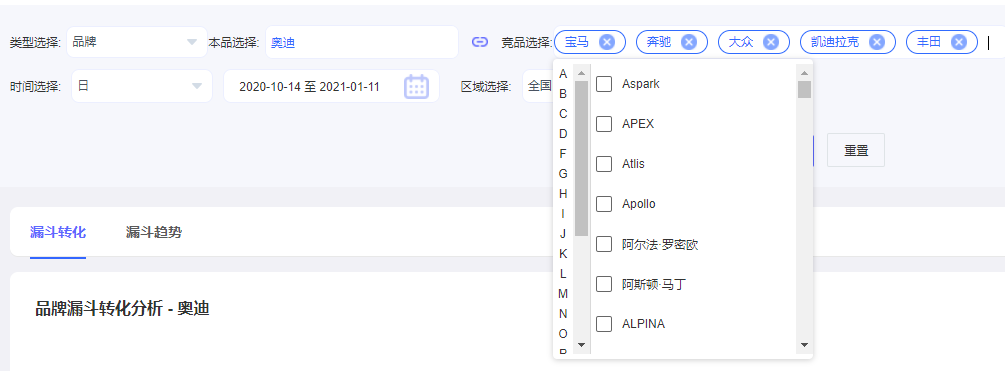 类型选择: 品牌 本品选择: 奥迪 竞品选择: 宝马 奔驰 大众 凯迪拉克 丰田
时间选择: 日 2020-10-14 至 2021-01-11 区域选择: 全国
A
B
C
D
F
G
H
I
J
K
L
M
N
O
Aspark
APEX
Atlis
Apollo
阿尔法·罗密欧
阿斯顿·马丁
ALPINA
重置
漏斗转化 漏斗趋势
品牌漏斗转化分析 - 奥迪